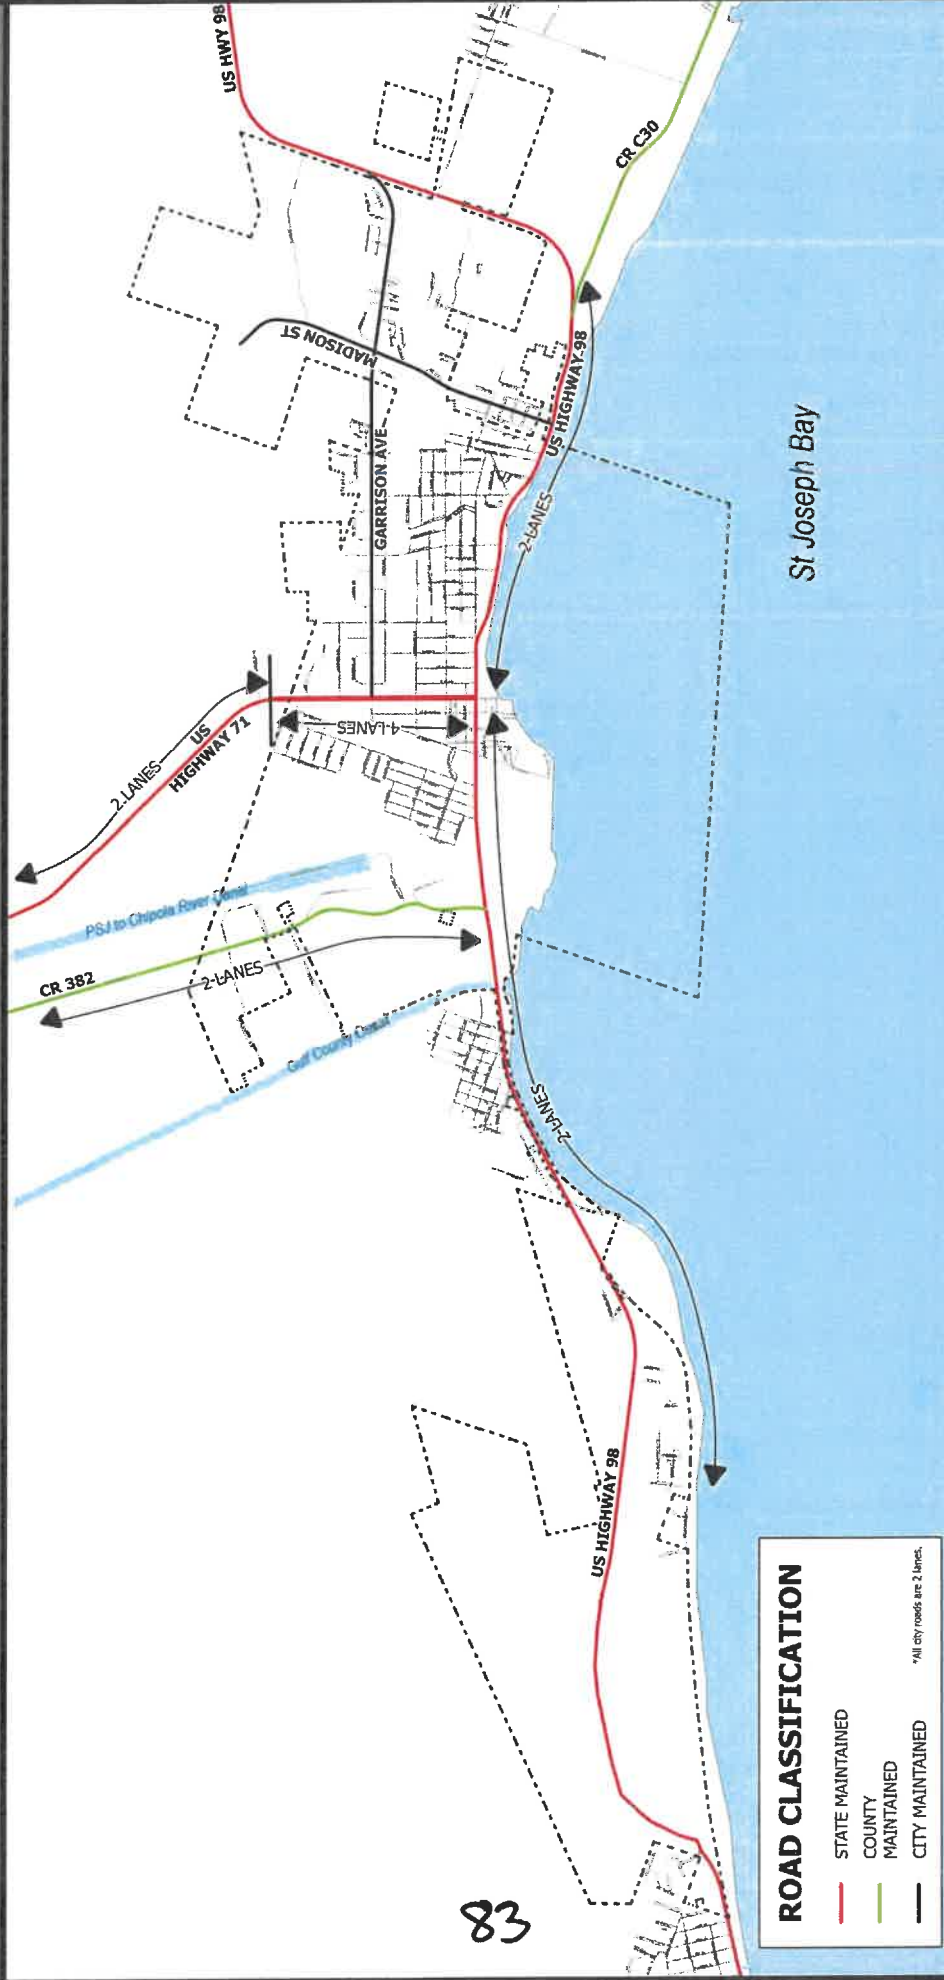 US HWY 98
CR C30
MADISON ST
GARRISON AVE
US HIGHWAY-98
2-LANES
St Joseph Bay
2-LANES
US
HIGHWAY 71
4-LANES
PSJ to Chipola River Canal
CR 382
2-LANES
Gulf County Canal
2-LANES
US HIGHWAY 98
83
ROAD CLASSIFICATION
STATE MAINTAINED
COUNTY
MAINTAINED
CITY MAINTAINED
*All city roads are 2 lanes.